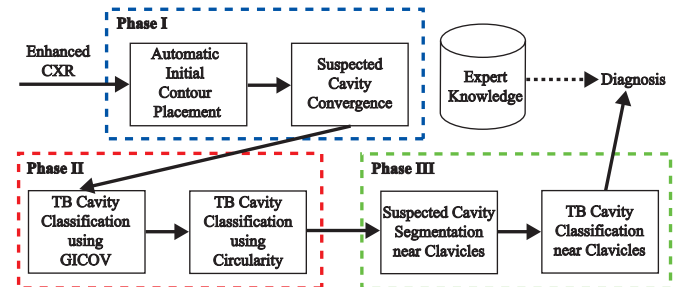 Phase I
Enhanced
CXR
Automatic
Initial
Contour
Placement
Suspected
Cavity
Convergence
Expert
Knowledge
Diagnosis
Phase II
TB Cavity
Classification
using
GICOV
TB Cavity
Classification
using
Circularity
Phase III
Suspected Cavity
Segmentation
near Clavicles
TB Cavity
Classification
near Clavicles